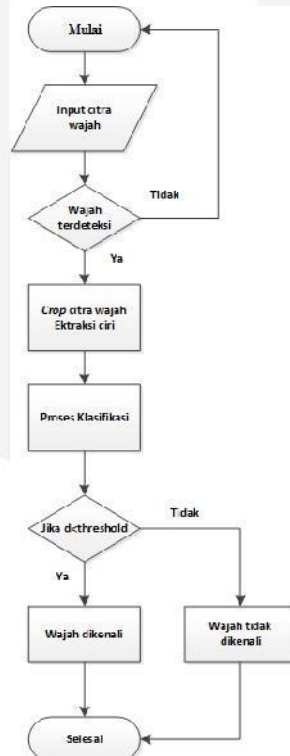 Mulai
Input citra
wajah
Wajah
terdeteksi
Tidak
Ya
Crop citra wajah
Ektraksi ciri
Proses Klasifikasi
Jika d<threshold
Tidak
Ya
Wajah dikenali
Wajah tidak
dikenali
Selesai